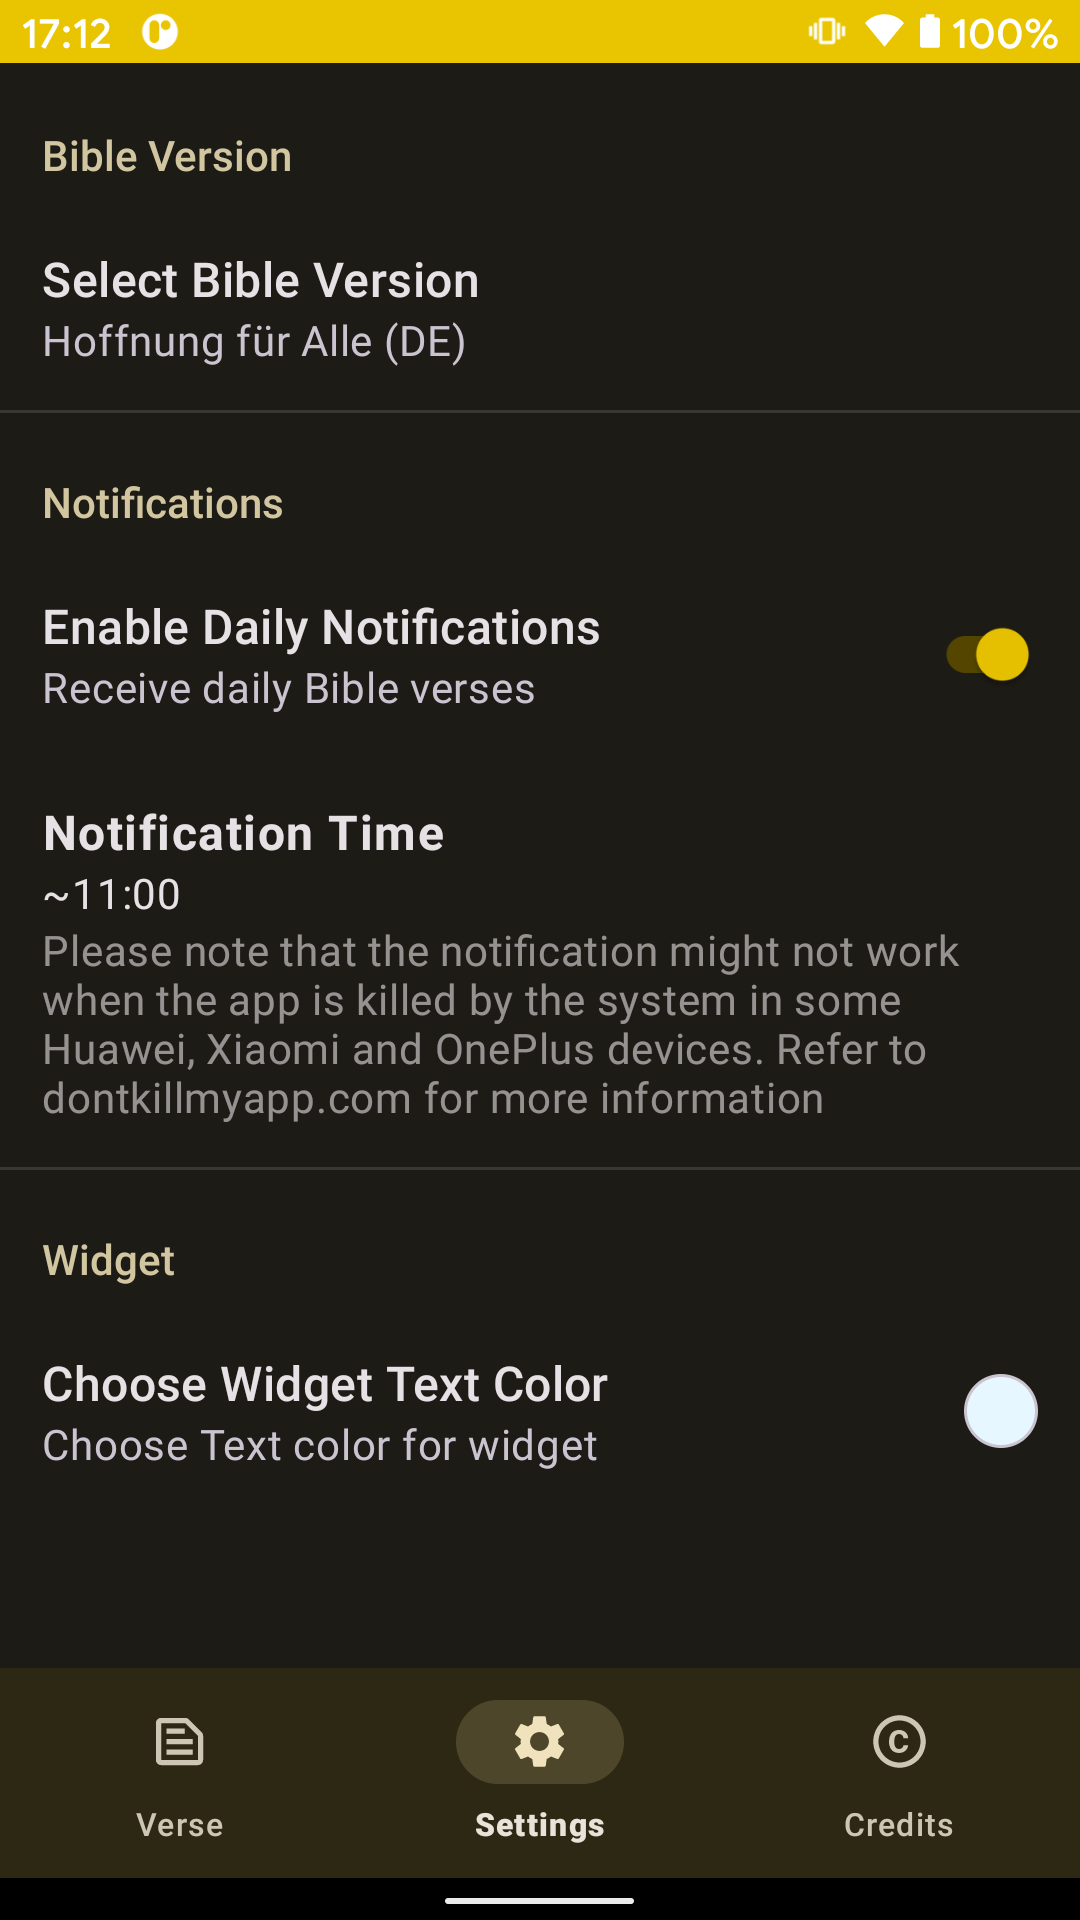 17:12
100%
Bible Version
Select Bible Version
Hoffnung für Alle (DE)
Notifications
Enable Daily Notifications
Receive daily Bible verses
Notification Time
~11:00
Please note that the notification might not work
when the app is killed by the system in some
Huawei, Xiaomi and OnePlus devices. Refer to
dontkillmyapp.com for more information
Widget
Choose Widget Text Color
Choose Text color for widget
Verse
Settings
Credits